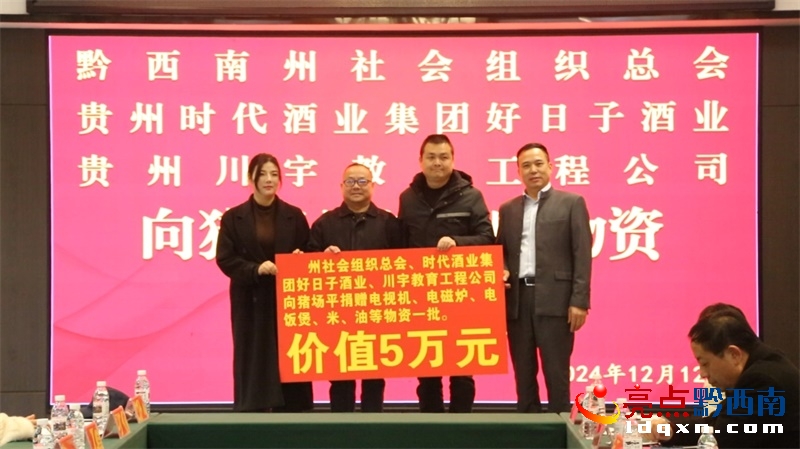 黔西南州社会组织总会
贵州时代酒业集团好日子酒业
贵州川宇教 工程公司
向猪 物资
州社会组织总会、时代酒业集
团好日子酒业、川宇教育工程公司
向猪场平捐赠电视机、电磁炉、电
饭煲、米、油等物资一批。
价值5万元
2024年12月12
亮点黔西南
ldqxn.com